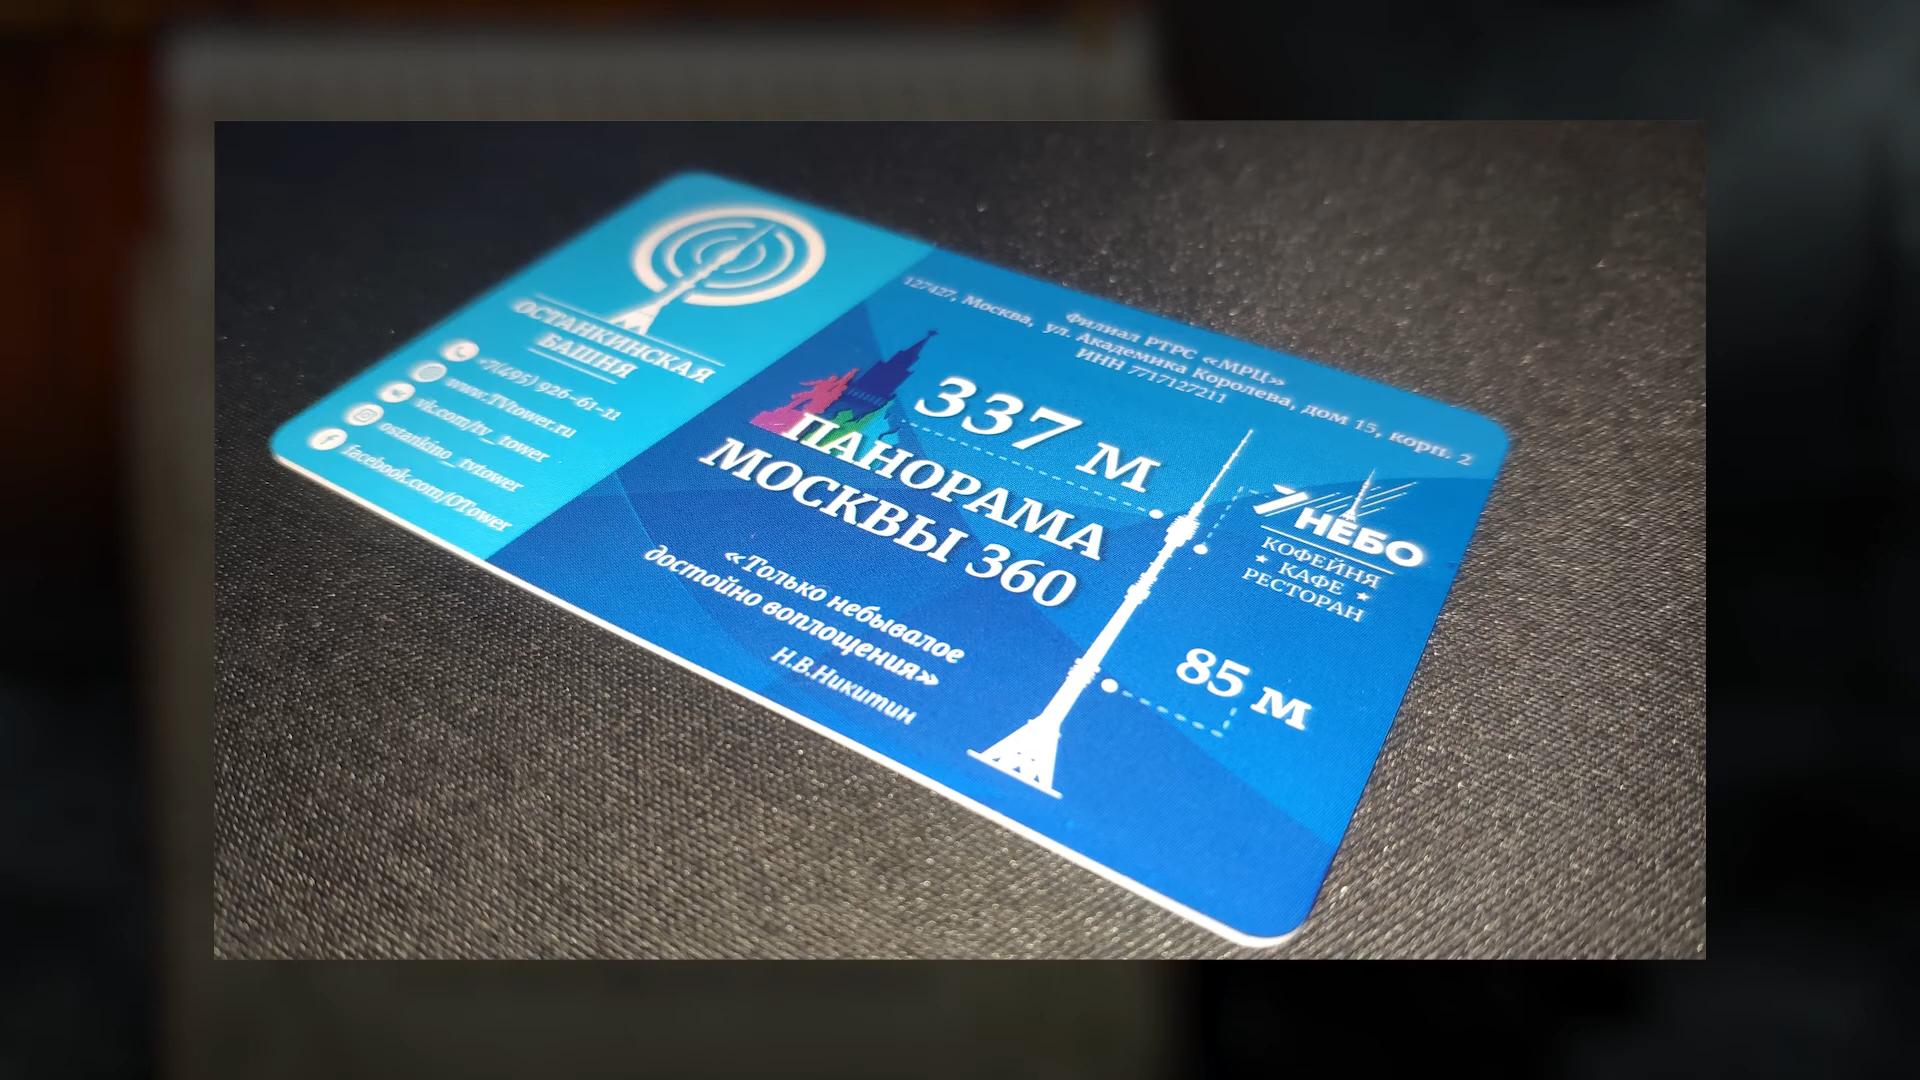 ОСТАНКИНСКАЯ
БАШНЯ
+7(495) 926-61-11
www.TVtower.ru
vk.com/tv_tower
ostankino_tvtower
facebook.com/OTower
Филиал РТРС «МРЦ»
127427, Москва, ул. Академика Королева, дом 15, корп. 2
ИНН 7717127211
337 м
ПАНОРАМА
МОСКВЫ 360
«Только небывалое
достойно воплощения»
Н.В.Никитин
7 НЕБО
КОФЕЙНЯ
КАФЕ
РЕСТОРАН
85 м